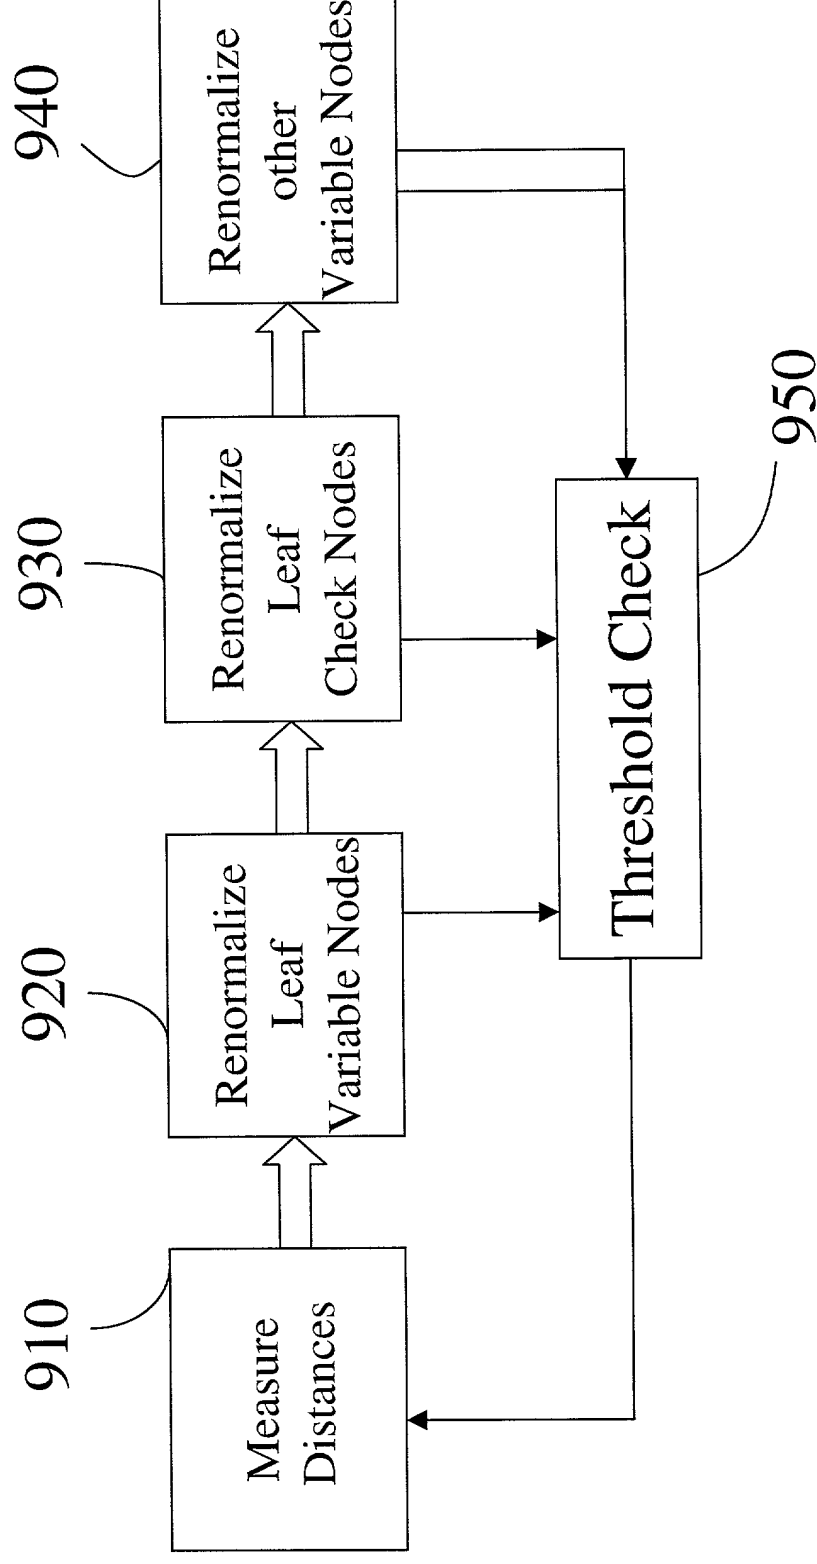 910
Measure
Distances
920
Renormalize
Leaf
Variable Nodes
930
Renormalize
Leaf
Check Nodes
940
Renormalize
other
Variable Nodes
Threshold Check
950